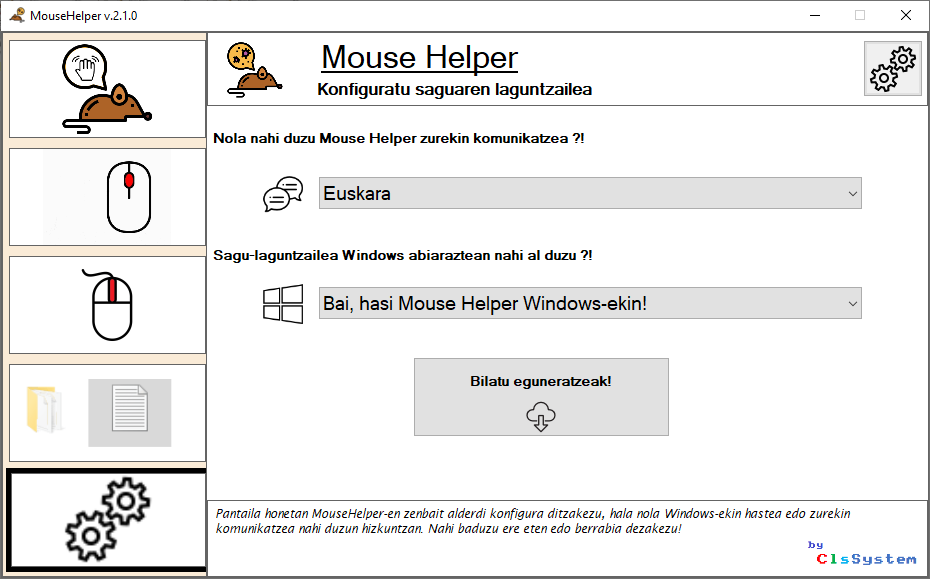 MouseHelper v.2.1.0
Mouse Helper
Konfiguratu saguaren laguntzailea
Nola nahi duzu Mouse Helper zurekin komunikatzea ?!
Euskara
Sagu-laguntzailea Windows abiaraztean nahi al duzu ?!
Bai, hasi Mouse Helper Windows-ekin!
Bilatu eguneratzeak!
Pantaila honetan MouseHelper-en zenbait alderdi konfigura ditzakezu, hala nola Windows-ekin hastea edo zurekin
komunikatzea nahi duzun hizkuntzan. Nahi baduzu ere eten edo berrabia dezakezu!
by
ClsSystem